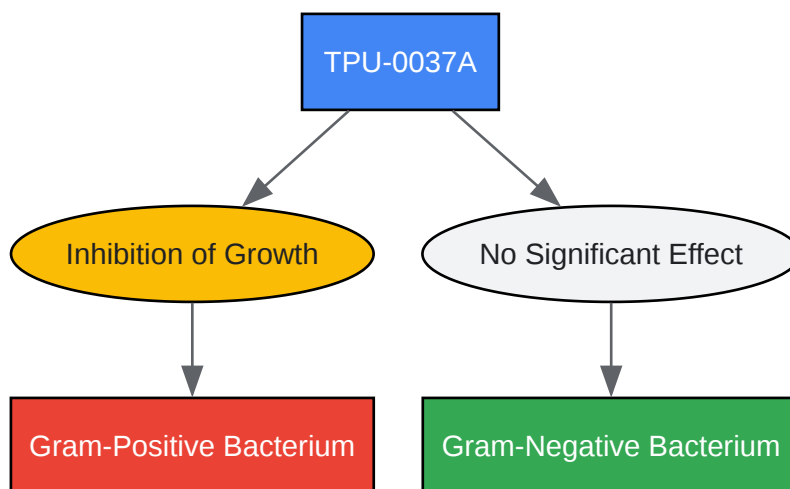 TPU-0037A
Inhibition of Growth
No Significant Effect
Gram-Positive Bacterium
Gram-Negative Bacterium